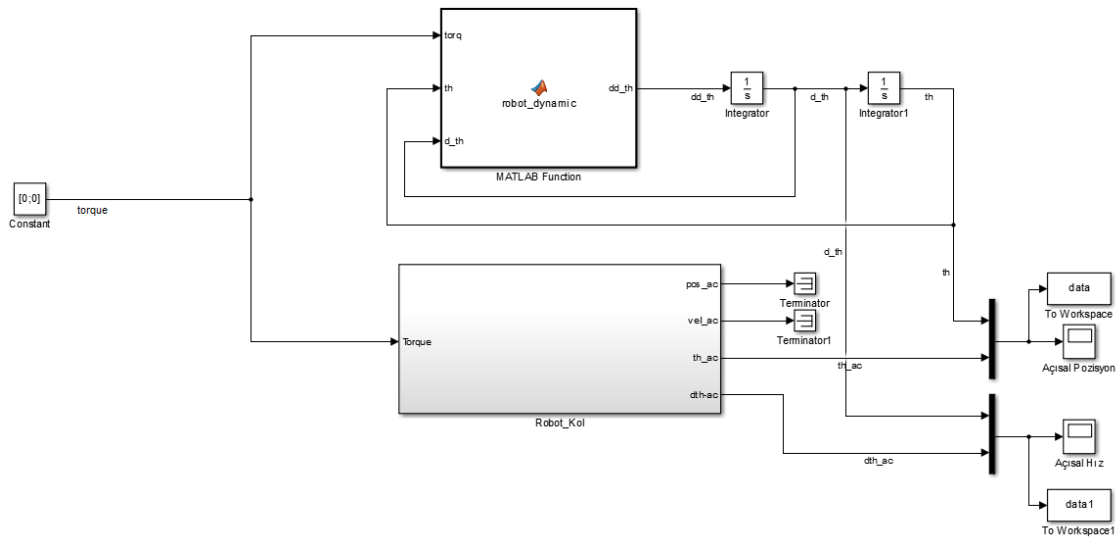 torq
th
robot_dynamic
dd_th
d_th
MATLAB Function
dd_th
1
s
Integrator
d_th
1
s
Integrator1
th
[0;0]
Constant
torque
d_th
th
pos_ac
Terminator
vel_ac
Terminator1
Torque
th_ac
th_ac
dth-ac
Robot_Kol
dth_ac
data
To Workspace
Açısal Pozisyon
Açısal Hız
data1
To Workspace1